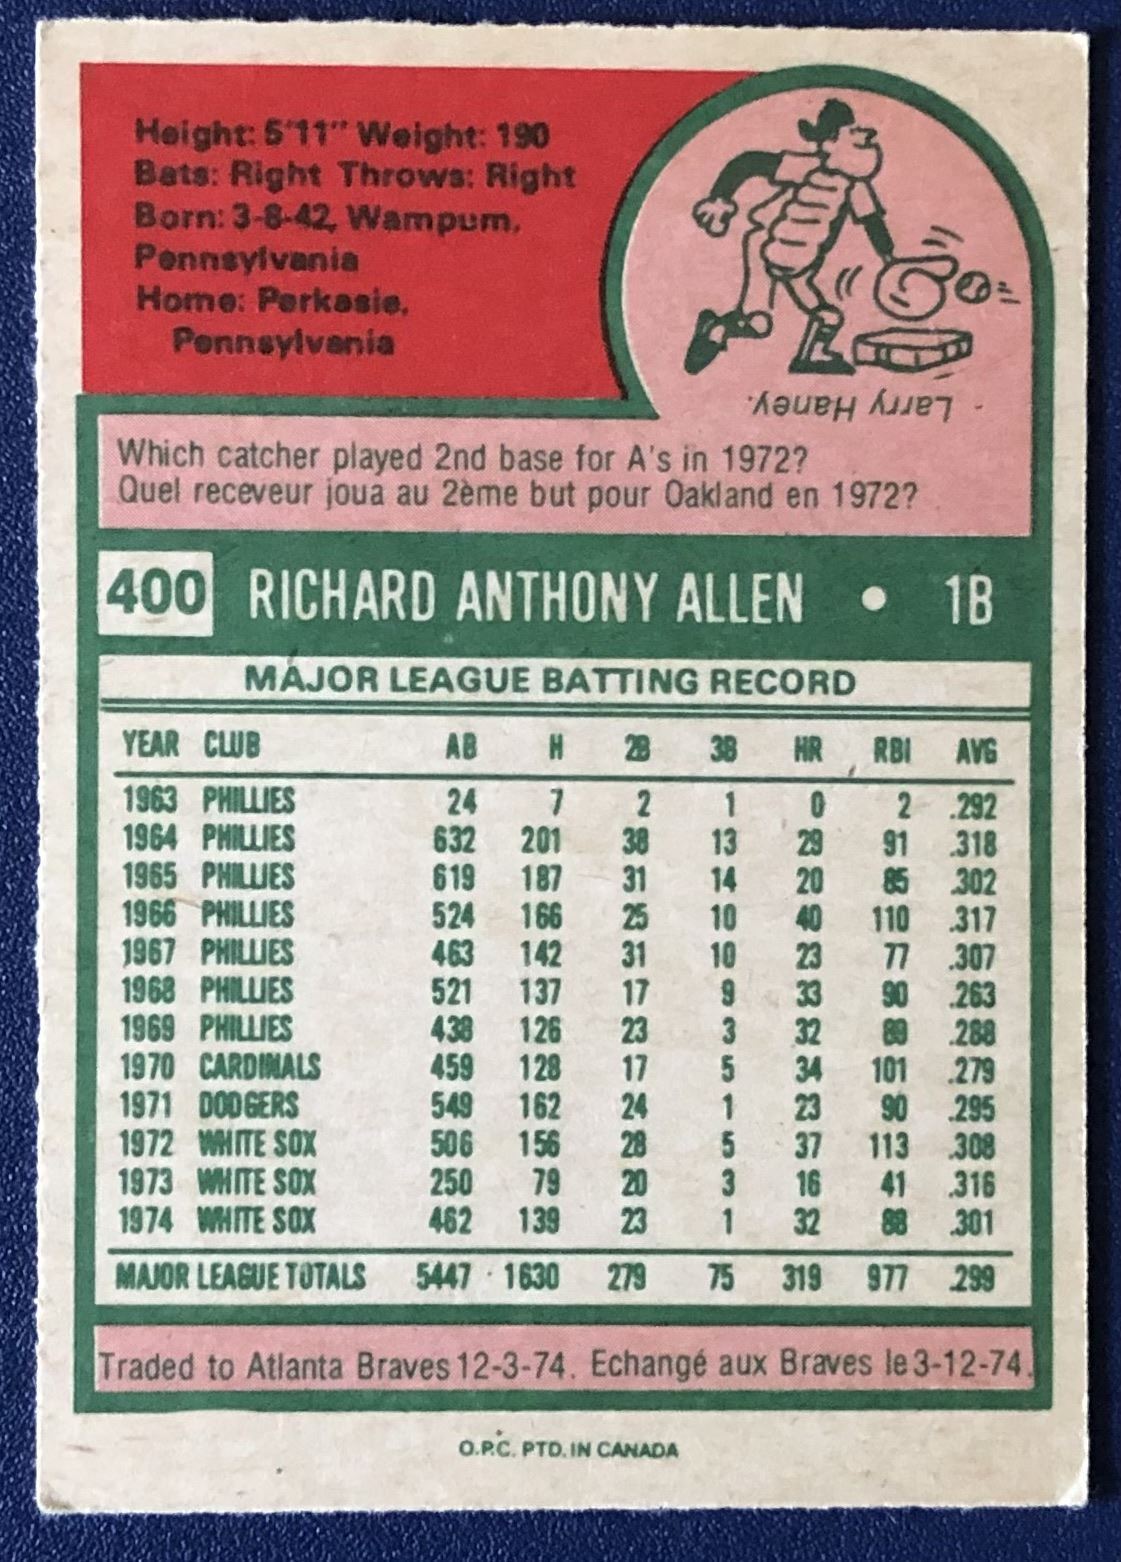 Height: 5'11" Weight: 190
Bats: Right Throws: Right
Born: 3-8-42, Wampum,
Pennsylvania
Home: Perkasie,
Pennsylvania
Larry Haney.
Which catcher played 2nd base for A's in 1972?
Quel receveur joua au 2ème but pour Oakland en 1972?
400 RICHARD ANTHONY ALLEN • 1B
MAJOR LEAGUE BATTING RECORD
YEAR CLUB AB H 2B 3B HR RBI AVG
1963 PHILLIES 24 7 2 1 0 2 .292
1964 PHILLIES 632 201 38 13 29 91 .318
1965 PHILLIES 619 187 31 14 20 85 .302
1966 PHILLIES 524 166 25 10 40 110 .317
1967 PHILLIES 463 142 31 10 23 77 .307
1968 PHILLIES 521 137 17 9 33 90 .263
1969 PHILLIES 438 126 23 3 32 89 .288
1970 CARDINALS 459 128 17 5 34 101 .279
1971 DODGERS 549 162 24 1 23 90 .295
1972 WHITE SOX 506 156 28 5 37 113 .308
1973 WHITE SOX 250 79 20 3 16 41 .316
1974 WHITE SOX 462 139 23 1 32 88 .301
MAJOR LEAGUE TOTALS 5447 1630 279 75 319 977 .299
Traded to Atlanta Braves 12-3-74. Echangé aux Braves le 3-12-74.
O.P.C. PTD. IN CANADA